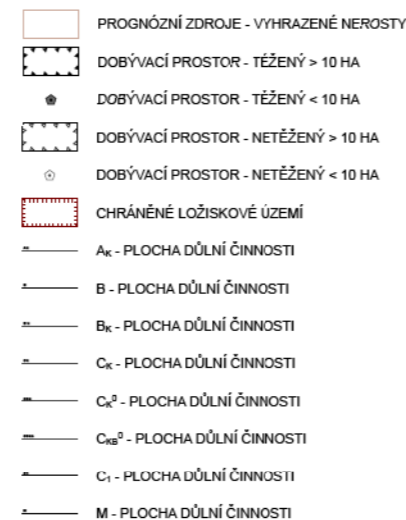 PROGNÓZNÍ ZDROJE - VYHRAZENÉ NEROSTY
DOBÝVACÍ PROSTOR - TĚŽENÝ > 10 HA
DOBÝVACÍ PROSTOR - TĚŽENÝ < 10 HA
DOBÝVACÍ PROSTOR - NETĚŽENÝ > 10 HA
DOBÝVACÍ PROSTOR - NETĚŽENÝ < 10 HA
CHRÁNĚNÉ LOŽISKOVÉ ÚZEMÍ
Aₖ - PLOCHA DŮLNÍ ČINNOSTI
B - PLOCHA DŮLNÍ ČINNOSTI
Bₖ - PLOCHA DŮLNÍ ČINNOSTI
Cₖ - PLOCHA DŮLNÍ ČINNOSTI
Cₖ⁰ - PLOCHA DŮLNÍ ČINNOSTI
Cₖʙ⁰ - PLOCHA DŮLNÍ ČINNOSTI
C₁ - PLOCHA DŮLNÍ ČINNOSTI
M - PLOCHA DŮLNÍ ČINNOSTI